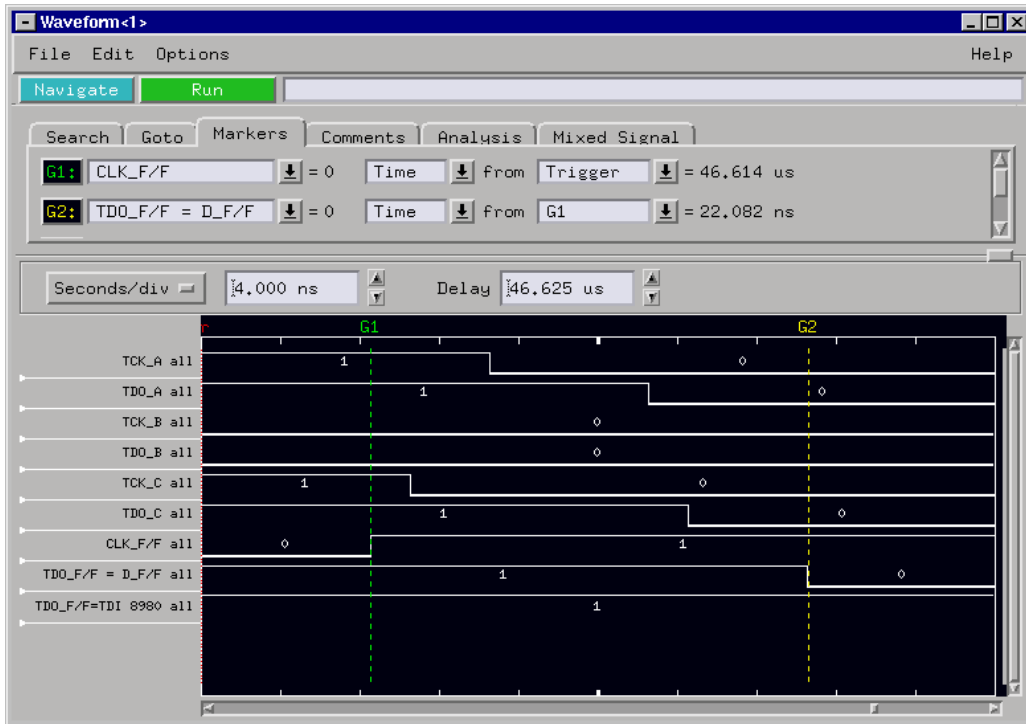 Waveform<1>
File Edit Options Help
Navigate Run
Search Goto Markers Comments Analysis Mixed Signal
G1: CLK_F/F = 0 Time from Trigger = 46.614 us
G2: TDO_F/F = D_F/F = 0 Time from G1 = 22.082 ns
Seconds/div 4.000 ns Delay 46.625 us
G1 G2
TCK_A all 1 0
TDO_A all 1 0
TCK_B all 0
TDO_B all 0
TCK_C all 1 0
TDO_C all 1 0
CLK_F/F all 0 1
TDO_F/F = D_F/F all 1 0
TDO_F/F=TDI 8980 all 1